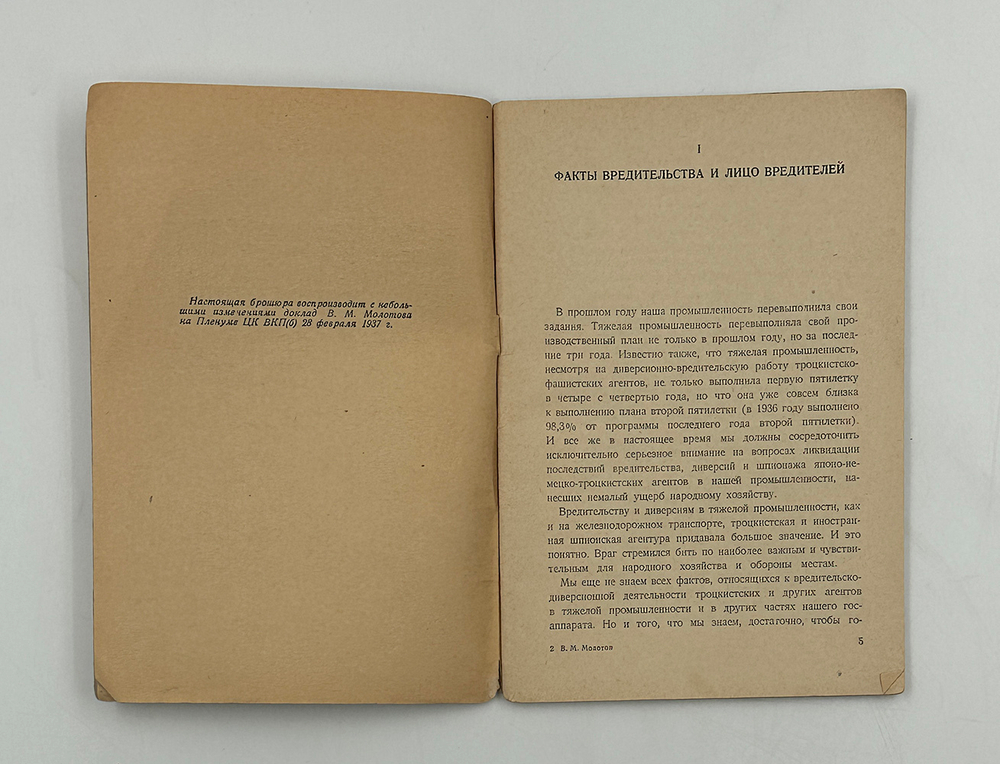 Настоящая брошюра воспроизводит с неболь-
шими изменениями доклад В. М. Молотова
на Пленуме ЦК ВКП(б) 28 февраля 1937 г.
I
ФАКТЫ ВРЕДИТЕЛЬСТВА И ЛИЦО ВРЕДИТЕЛЕЙ
В прошлом году наша промышленность перевыполнила свои
задания. Тяжелая промышленность перевыполняла свой про-
изводственный план не только в прошлом году, но за послед-
ние три года. Известно также, что тяжелая промышленность,
несмотря на диверсионно-вредительскую работу троцкистско-
фашистских агентов, не только выполнила первую пятилетку
в четыре с четвертью года, но что она уже совсем близка
к выполнению плана второй пятилетки (в 1936 году выполнено
98,3% от программы последнего года второй пятилетки).
И все же в настоящее время мы должны сосредоточить
исключительно серьезное внимание на вопросах ликвидации
последствий вредительства, диверсий и шпионажа японо-не-
мецко-троцкистских агентов в нашей промышленности, на-
несших немалый ущерб народному хозяйству.
Вредительству и диверсиям в тяжелой промышленности, как
и на железнодорожном транспорте, троцкистская и иностран-
ная шпионская агентура придавала большое значение. И это
понятно. Враг стремился бить по наиболее важным и чувстви-
тельным для народного хозяйства и обороны местам.
Мы еще не знаем всех фактов, относящихся к вредительско-
диверсионной деятельности троцкистских и других агентов
в тяжелой промышленности и в других частях нашего гос-
аппарата. Но и того, что мы знаем, достаточно, чтобы го-
2 В. М. Молотов
5